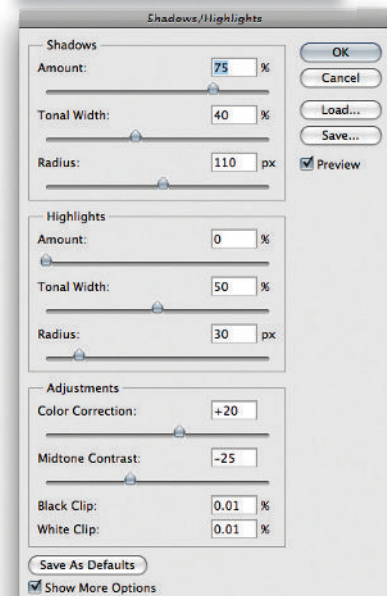 Shadows/Highlights
Shadows
Amount: 75 %
Tonal Width: 40 %
Radius: 110 px
Highlights
Amount: 0 %
Tonal Width: 50 %
Radius: 30 px
Adjustments
Color Correction: +20
Midtone Contrast: -25
Black Clip: 0.01 %
White Clip: 0.01 %
Save As Defaults
Show More Options
OK
Cancel
Load...
Save...
Preview